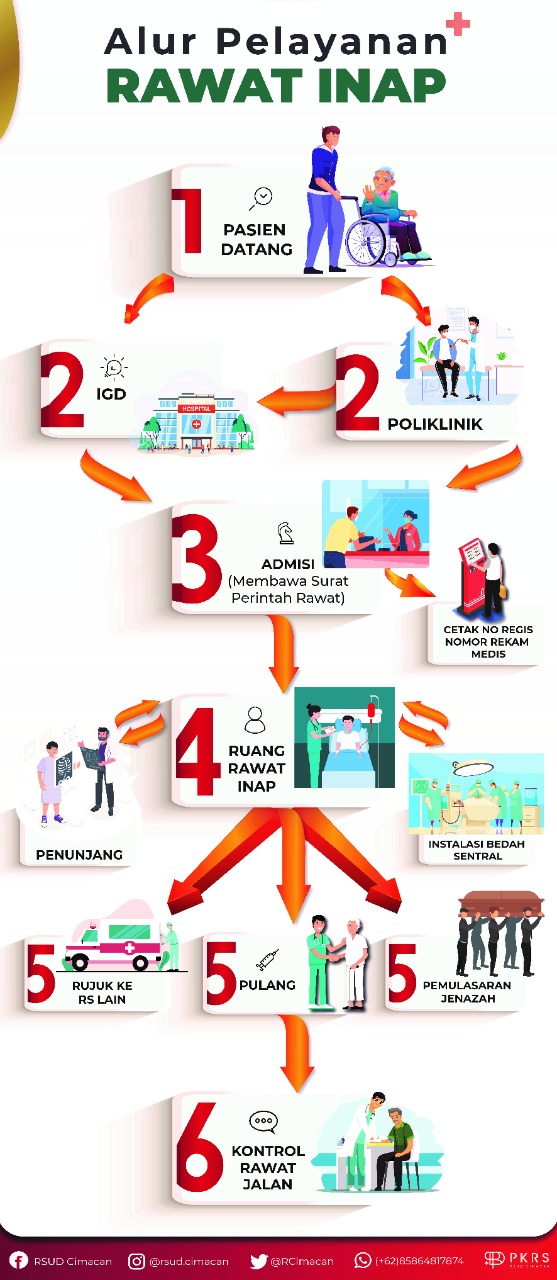 Alur Pelayanan
RAWAT INAP
1
PASIEN
DATANG
2
IGD
HOSPITAL
2
POLIKLINIK
3
ADMISI
(Membawa Surat
Perintah Rawat)
CETAK NO REGIS
NOMOR REKAM
MEDIS
4
RUANG
RAWAT
INAP
PENUNJANG
INSTALASI BEDAH
SENTRAL
5
RUJUK KE
RS LAIN
5
PULANG
5
PEMULASARAN
JENAZAH
6
KONTROL
RAWAT
JALAN
RSUD Cimacan
@rsud.cimacan
@RCimacan
(+62)85864817874
PKRS
RSUD CIMACAN